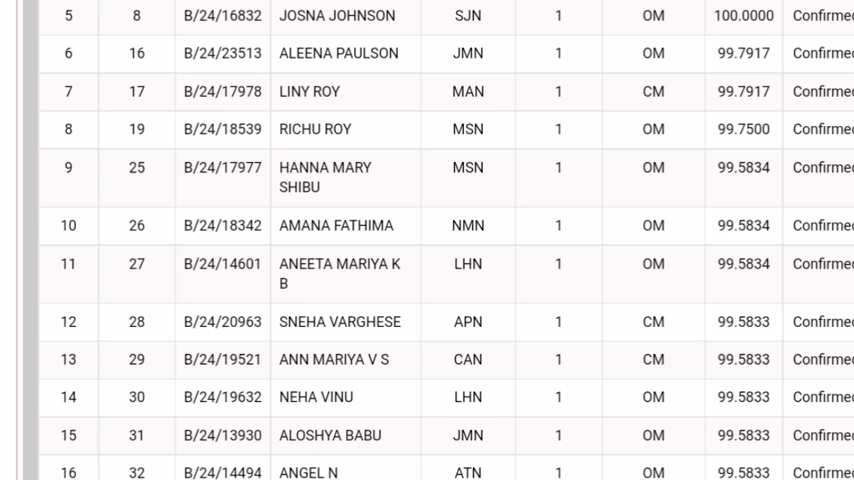 5 8 B/24/16832 JOSNA JOHNSON SJN 1 OM 100.0000 Confirmed
6 16 B/24/23513 ALEENA PAULSON JMN 1 OM 99.7917 Confirmed
7 17 B/24/17978 LINY ROY MAN 1 CM 99.7917 Confirmed
8 19 B/24/18539 RICHU ROY MSN 1 OM 99.7500 Confirmed
9 25 B/24/17977 HANNA MARY MSN 1 OM 99.5834 Confirmed
SHIBU
10 26 B/24/18342 AMANA FATHIMA NMN 1 OM 99.5834 Confirmed
11 27 B/24/14601 ANEETA MARIYA K LHN 1 OM 99.5834 Confirmed
B
12 28 B/24/20963 SNEHA VARGHESE APN 1 CM 99.5833 Confirmed
13 29 B/24/19521 ANN MARIYA V S CAN 1 CM 99.5833 Confirmed
14 30 B/24/19632 NEHA VINU LHN 1 OM 99.5833 Confirmed
15 31 B/24/13930 ALOSHYA BABU JMN 1 OM 99.5833 Confirmed
16 32 B/24/14494 ANGEL N ATN 1 OM 99.5833 Confirmed